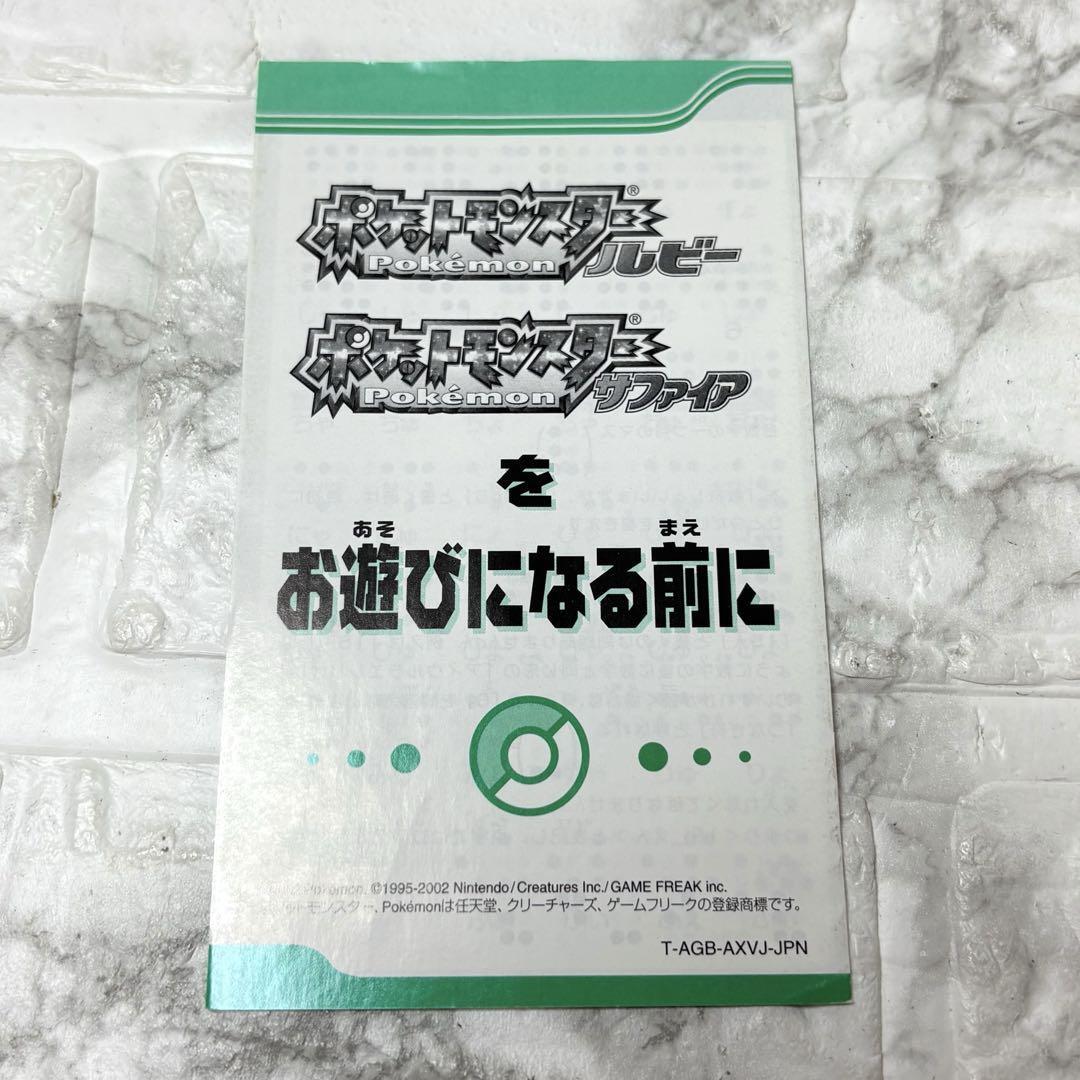 ポケットモンスター®
Pokémon ルビー
ポケットモンスター®
Pokémon サファイア
を
あそ まえ
お遊びになる前に
Pokémon. ©1995-2002 Nintendo/Creatures Inc./GAME FREAK inc.
トモンスター、Pokémonは任天堂、クリーチャーズ、ゲームフリークの登録商標です。
T-AGB-AXVJ-JPN